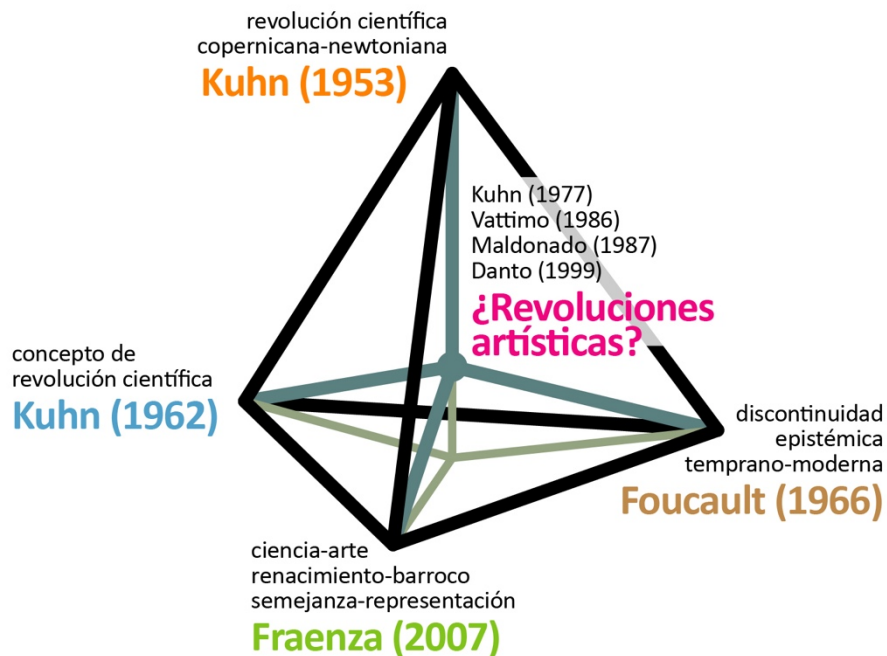 revolución científica
copernicana-newtoniana
Kuhn (1953)
Kuhn (1977)
Vattimo (1986)
Maldonado (1987)
Danto (1999)
¿Revoluciones
artísticas?
concepto de
revolución científica
Kuhn (1962)
discontinuidad
epistémica
temprano-moderna
Foucault (1966)
ciencia-arte
renacimiento-barroco
semejanza-representación
Fraenza (2007)